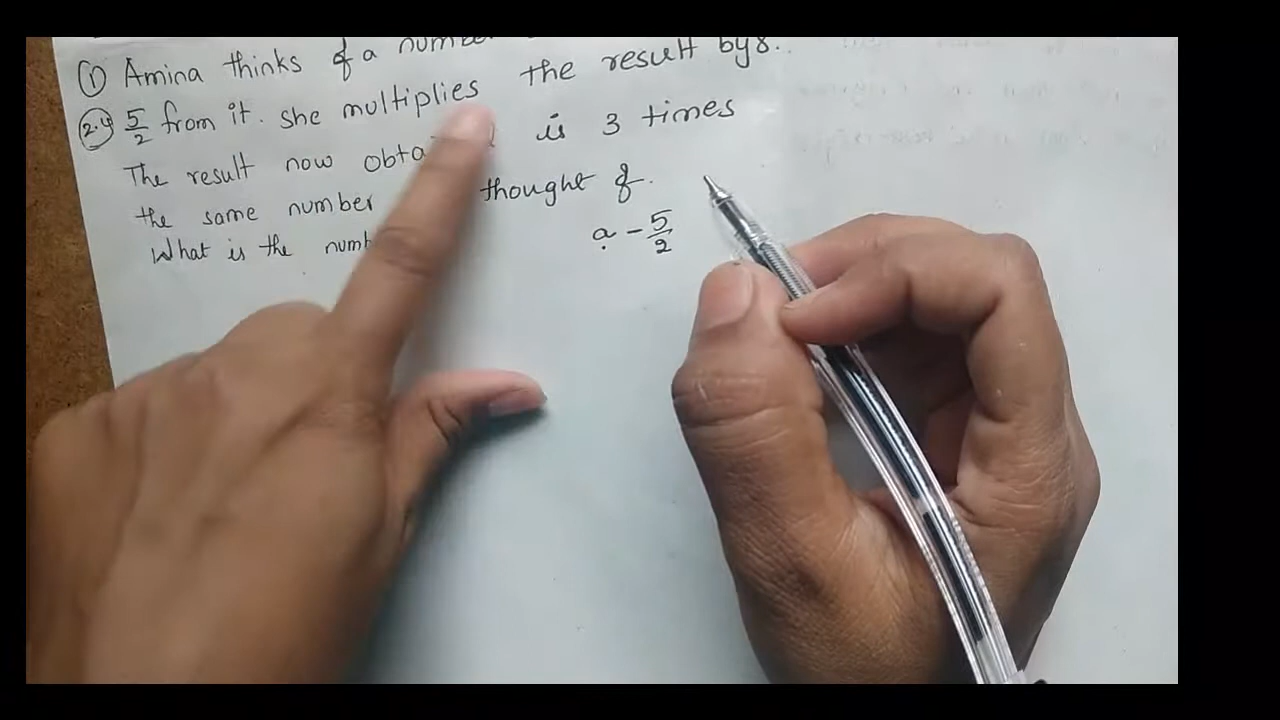 ① Amina thinks of a number
(2.4) 5/2 from it. She multiplies the result by 8.
The result now is 3 times
the same number thought of.
What is the
a - 5/2